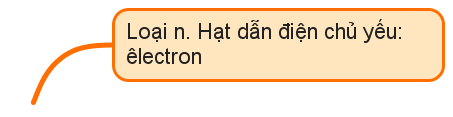 Loại n. Hạt dẫn điện chủ yếu:
êlectron